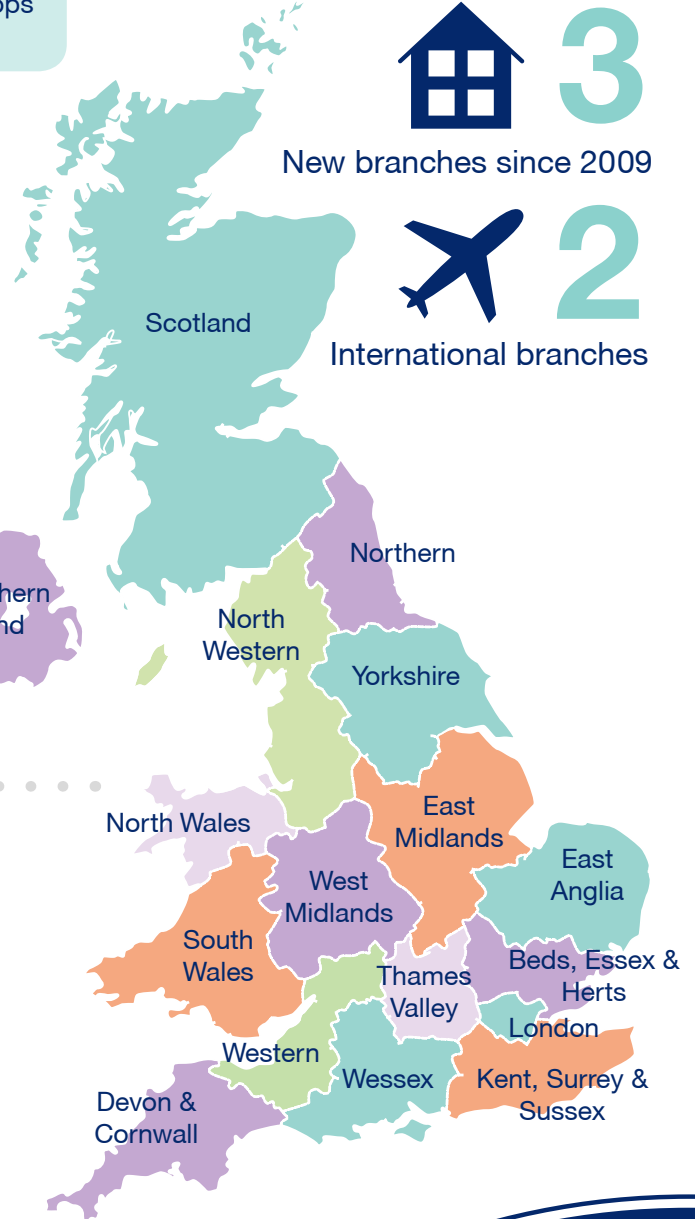 3
New branches since 2009
2
International branches
Scotland
Northern
North
Western
Yorkshire
North Wales
East
Midlands
East
Anglia
West
Midlands
South
Wales
Beds, Essex &
Herts
Thames
Valley
London
Western
Wessex
Kent, Surrey &
Sussex
Devon &
Cornwall